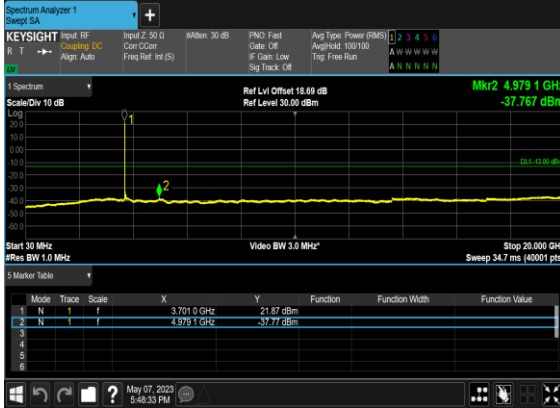 Spectrum Analyzer 1
Swept SA
+
KEYSIGHT Input: RF Input Z: 50 Ω #Atten: 30 dB PNO: Fast Avg Type: Power (RMS) 1 2 3 4 5 6
R T Coupling: DC Corr CCorr Gate: Off Avg|Hold: 100/100 A W W W W W
Align: Auto Freq Ref: Int (S) IF Gain: Low Trig: Free Run
Sig Track: Off A N N N N N
1 Spectrum
Ref Lvl Offset 18.69 dB Mkr2 4.979 1 GHz
Scale/Div 10 dB Ref Level 30.00 dBm -37.767 dBm
Log
1
20.0
10.0
0.00
-10.0
DL1 -13.00 dBm
-20.0
-30.0
2
-40.0
-50.0
-60.0
Start 30 MHz Video BW 3.0 MHz* Stop 20.000 GHz
#Res BW 1.0 MHz Sweep 34.7 ms (40001 pts)
5 Marker Table
Mode Trace Scale X Y Function Function Width Function Value
1 N 1 f 3.701 0 GHz 21.87 dBm
2 N 1 f 4.979 1 GHz -37.77 dBm
3
4
5
6
? May 07, 2023
5:48:33 PM